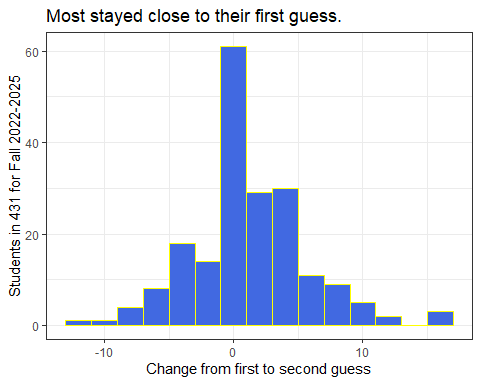 Most stayed close to their first guess.
Students in 431 for Fall 2022-2025
60
40
20
0
-10
0
10
Change from first to second guess